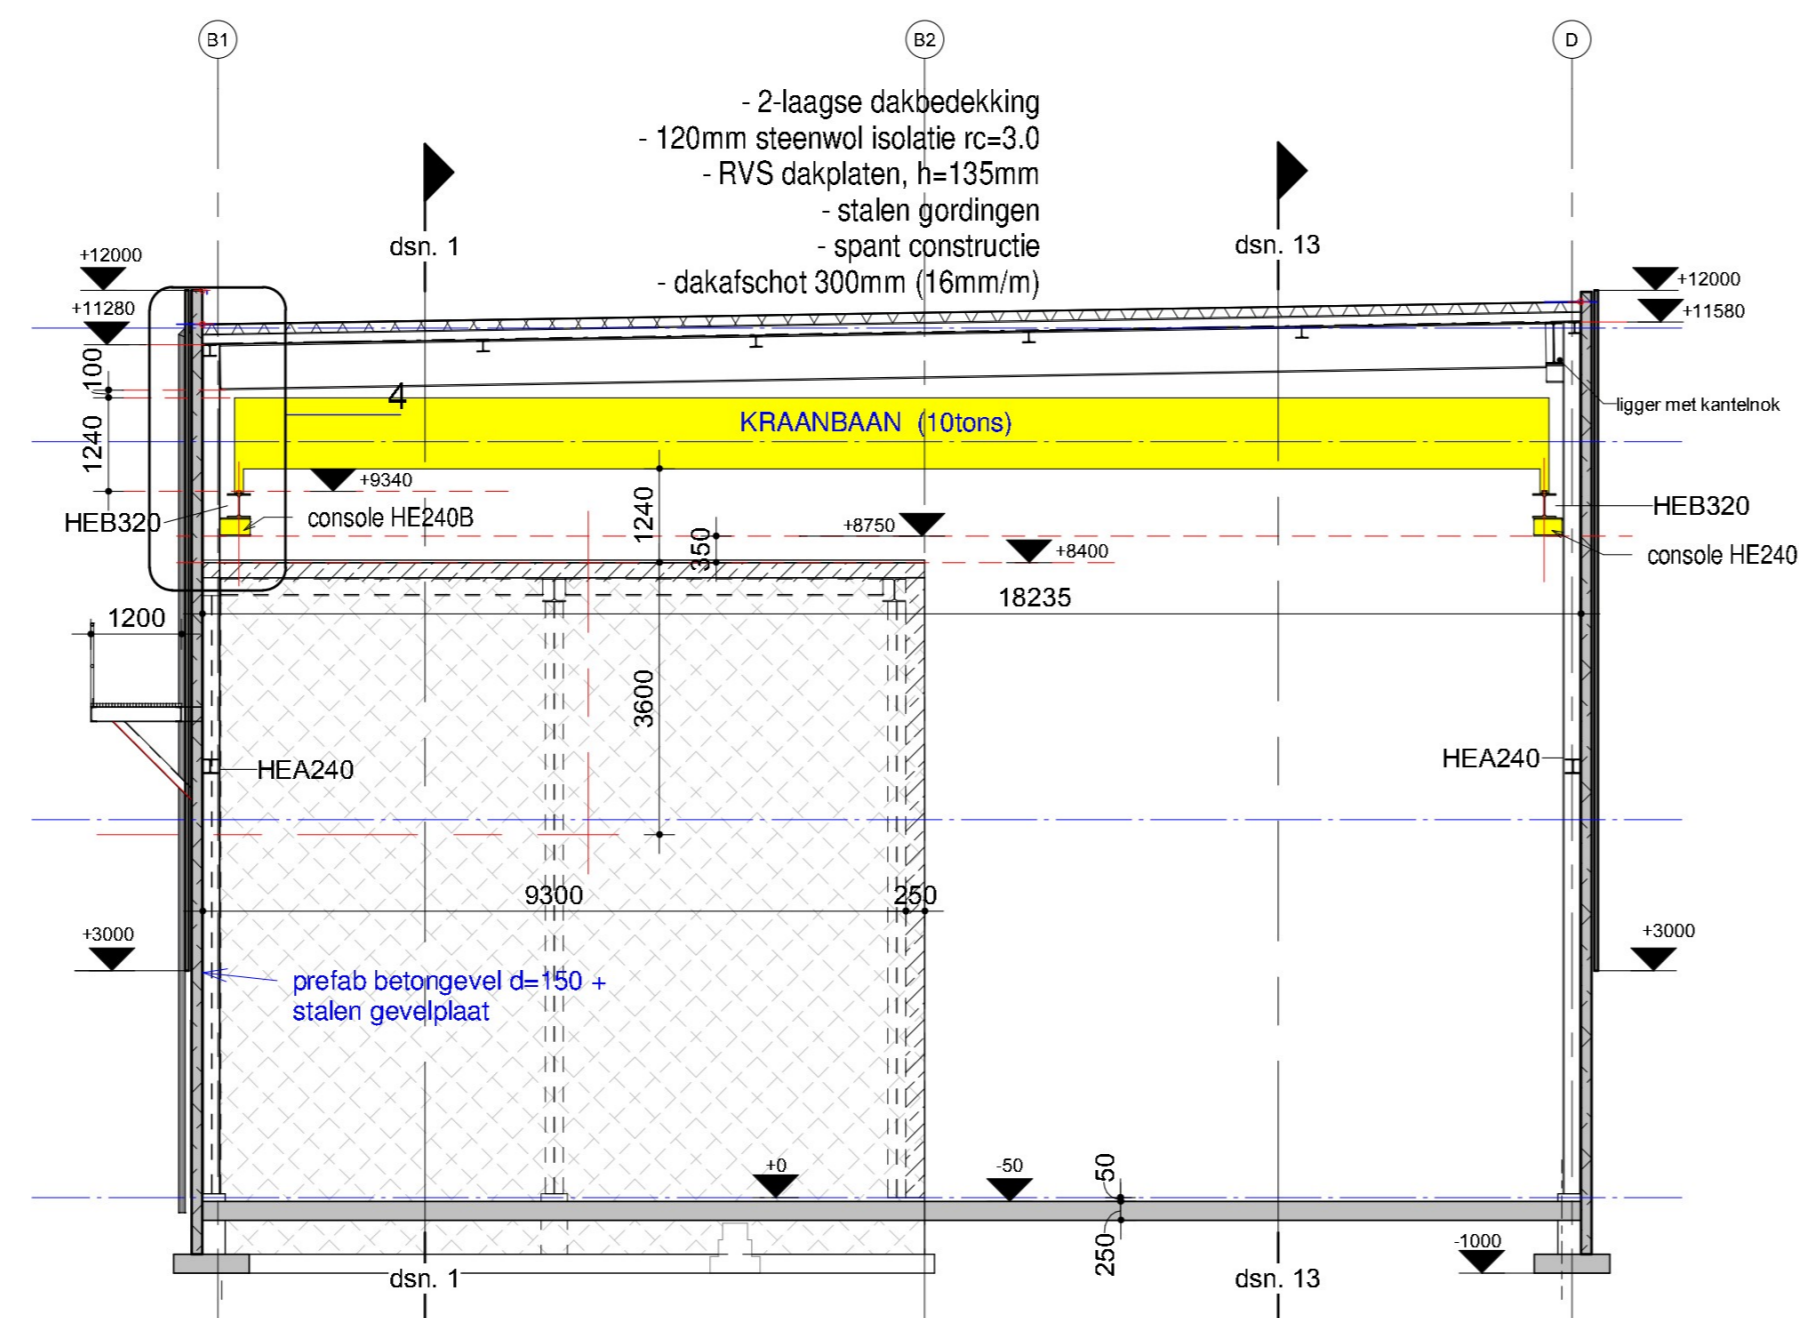 B1
B2
D
- 2-laagse dakbedekking
- 120mm steenwol isolatie rc=3.0
- RVS dakplaten, h=135mm
- stalen gordingen
- spant constructie
- dakafschot 300mm (16mm/m)
dsn. 1
dsn. 13
+12000
+11280
+12000
+11580
100
4
KRAANBAAN (10tons)
ligger met kantelnok
1240
+9340
HEB320
console HE240B
1240
350
+8750
+8400
HEB320
console HE240
1200
18235
3600
HEA240
HEA240
9300
250
+3000
+3000
prefab betongevel d=150 +
stalen gevelplaat
+0
-50
50
250
-1000
dsn. 1
dsn. 13